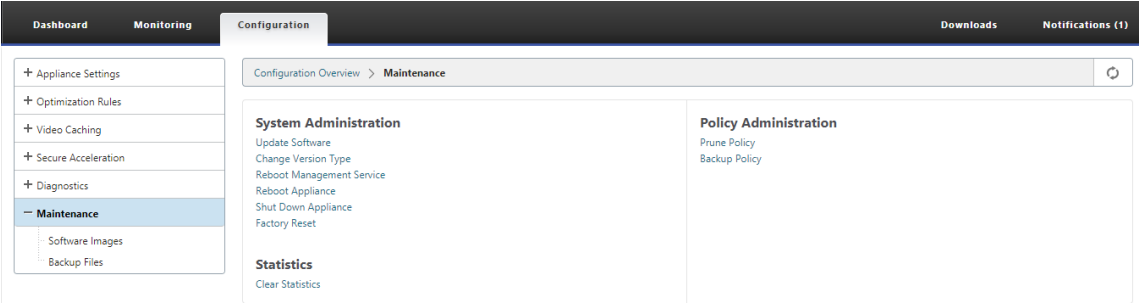 Dashboard Monitoring Configuration Downloads Notifications (1)
+ Appliance Settings
+ Optimization Rules
+ Video Caching
+ Secure Acceleration
+ Diagnostics
− Maintenance
Software Images
Backup Files
Configuration Overview > Maintenance
System Administration
Update Software
Change Version Type
Reboot Management Service
Reboot Appliance
Shut Down Appliance
Factory Reset
Statistics
Clear Statistics
Policy Administration
Prune Policy
Backup Policy